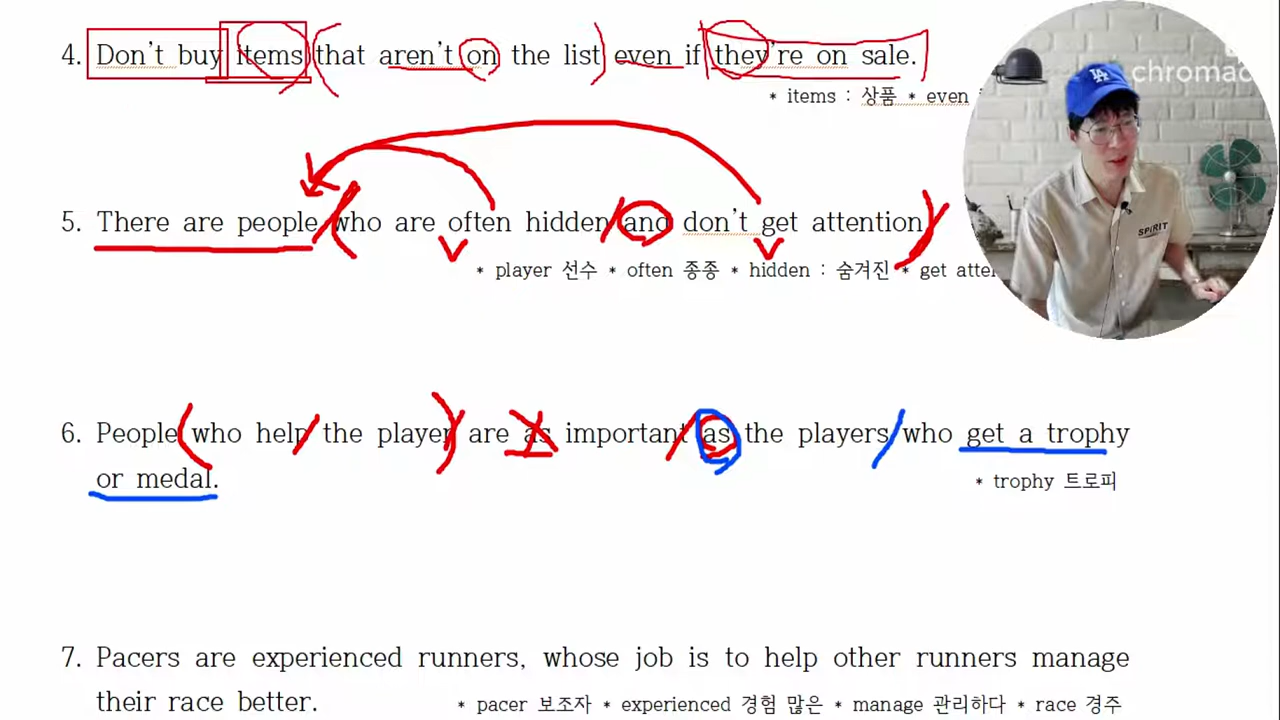 4. Don't buy items that aren't on the list even if they're on sale.
* items : 상품 * even
LA chromac
5. There are people who are often hidden and don't get attention
SPIRIT
* player 선수 * often 종종 * hidden : 숨겨진 * get
6. People who help the player are as important as the players who get a trophy
or medal.
* trophy 트로피
7. Pacers are experienced runners, whose job is to help other runners manage
their race better.
* pacer 보조자 * experienced 경험 많은 * manage 관리하다 * race 경주